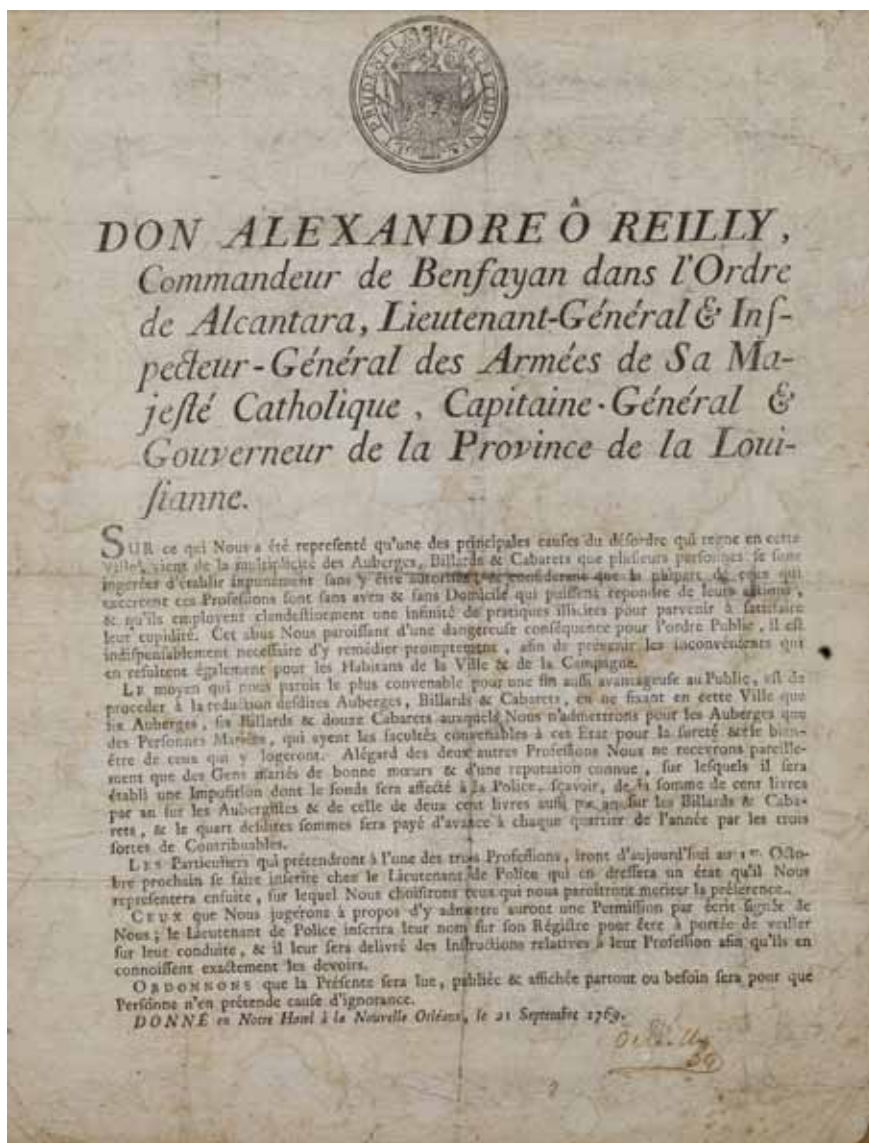 PRUDENTIA
DON ALEXANDRE Ô REILLY,
Commandeur de Benfayan dans l'Ordre
de Alcantara, Lieutenant-Général & Inſ-
pecteur-Général des Armées de Sa Ma-
jeſté Catholique, Capitaine-Général &
Gouverneur de la Province de la Loui-
ſianne.
SUR ce qui Nous a été repreſenté qu'une des principales cauſes du déſordre qui regne en cette
Ville, vient de la multiplicité des Auberges, Billards & Cabarets que pluſieurs perſonnes ſe ſont
ingerées d'établir impunément ſans y être autoriſées, & conſiderant que la plûpart de ceux qui
exercent ces Profeſſions ſont ſans aveu & ſans Domicile qui puiſſent répondre de leurs actions,
& qu'ils employent clandeſtinement une infinité de pratiques illicites pour parvenir à ſatisfaire
leur cupidité. Cet abus Nous paroiſſant d'une dangereuſe conſéquence pour l'ordre Public, il eſt
indiſpenſablement neceſſaire d'y remédier promptement, afin de prévenir les inconvénients qui
en reſultent également pour les Habitans de la Ville & de la Campagne.
LE moyen qui nous paroit le plus convenable pour une fin auſſi avantageuſe au Public, eſt de
proceder à la reduction deſdites Auberges, Billards & Cabarets, en ne fixant en cette Ville que
ſix Auberges, ſix Billards & douze Cabarets auxquels Nous n'admettrons pour les Auberges que
des Perſonnes Mariées, qui ayent les facultés convenables à ces Etat pour la ſureté & le bien-
être de ceux qui y logeront. Alégard des deux autres Profeſſions Nous ne recevrons pareille-
ment que des Gens mariés de bonne mœurs & d'une reputation connue, ſur leſquels il ſera
établi une Impoſition dont le fonds ſera affecté à la Police, ſçavoir, de la ſomme de cent livres
par an ſur les Aubergiſtes & de celle de deux cent livres auſſi par an ſur les Billards & Caba-
rets, & le quart deſdites ſommes ſera payé d'avance à chaque quartier de l'année par les trois
ſortes de Contribuables.
LES Particuliers qui prétendront à l'une des trois Profeſſions, iront d'aujourd'hui au 1er. Octo-
bre prochain ſe faire inſcrire chez le Lieutenant de Police qui en dreſſera un état qu'il Nous
repreſentera enſuite, ſur lequel Nous choiſirons ceux qui nous paroitront meriter la préference.
CEUX que Nous jugerons à propos d'y admettre auront une Permiſſion par écrit ſignée de
Nous; le Lieutenant de Police inſcrira leur nom ſur ſon Régiſtre pour être à portée de veiller
ſur leur conduite, & il leur ſera delivré des Inſtructions relatives à leur Profeſſion afin qu'ils en
connoiſſent exactement les devoirs.
ORDONNONS que la Préſente ſera lue, publiée & affichée partout ou beſoin ſera pour que
Perſonne n'en prétende cauſe d'ignorance.
DONNÉ en Notre Hotel à la Nouvelle Orléans, le 21 Septembre 1769.